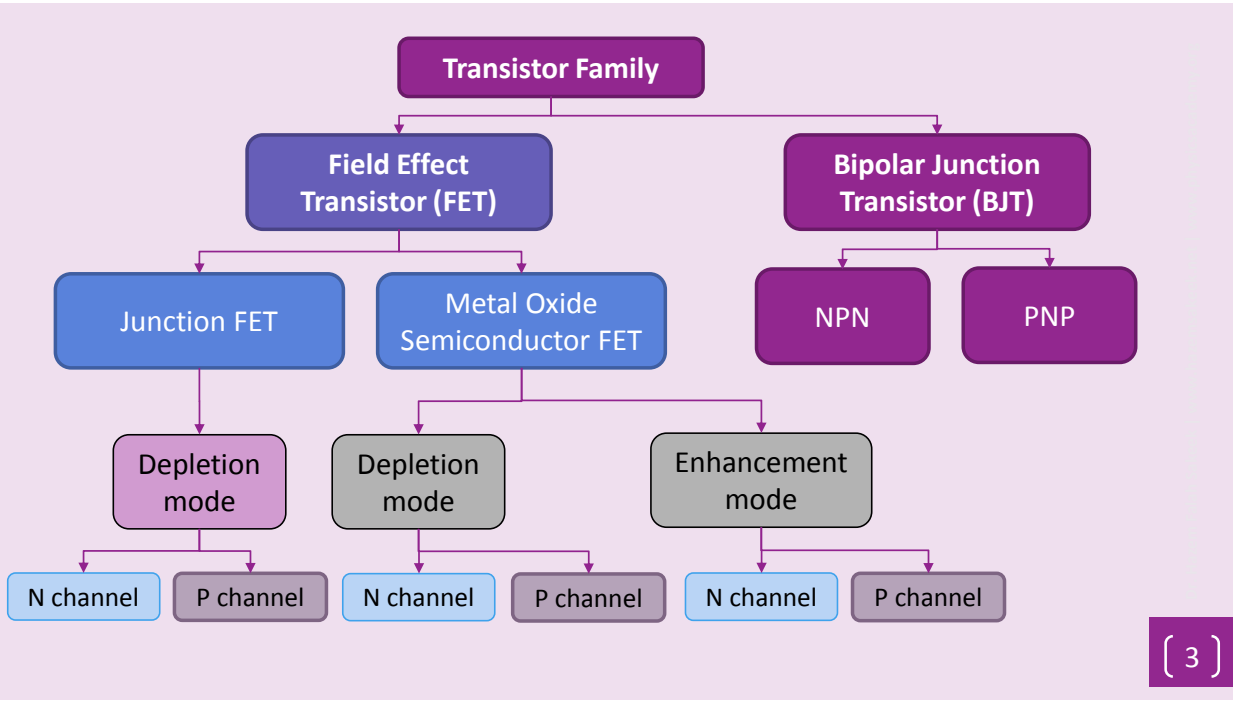 Transistor Family
Field Effect
Transistor (FET)
Bipolar Junction
Transistor (BJT)
Junction FET
Metal Oxide
Semiconductor FET
NPN
PNP
Depletion
mode
Depletion
mode
Enhancement
mode
N channel
P channel
N channel
P channel
N channel
P channel
3